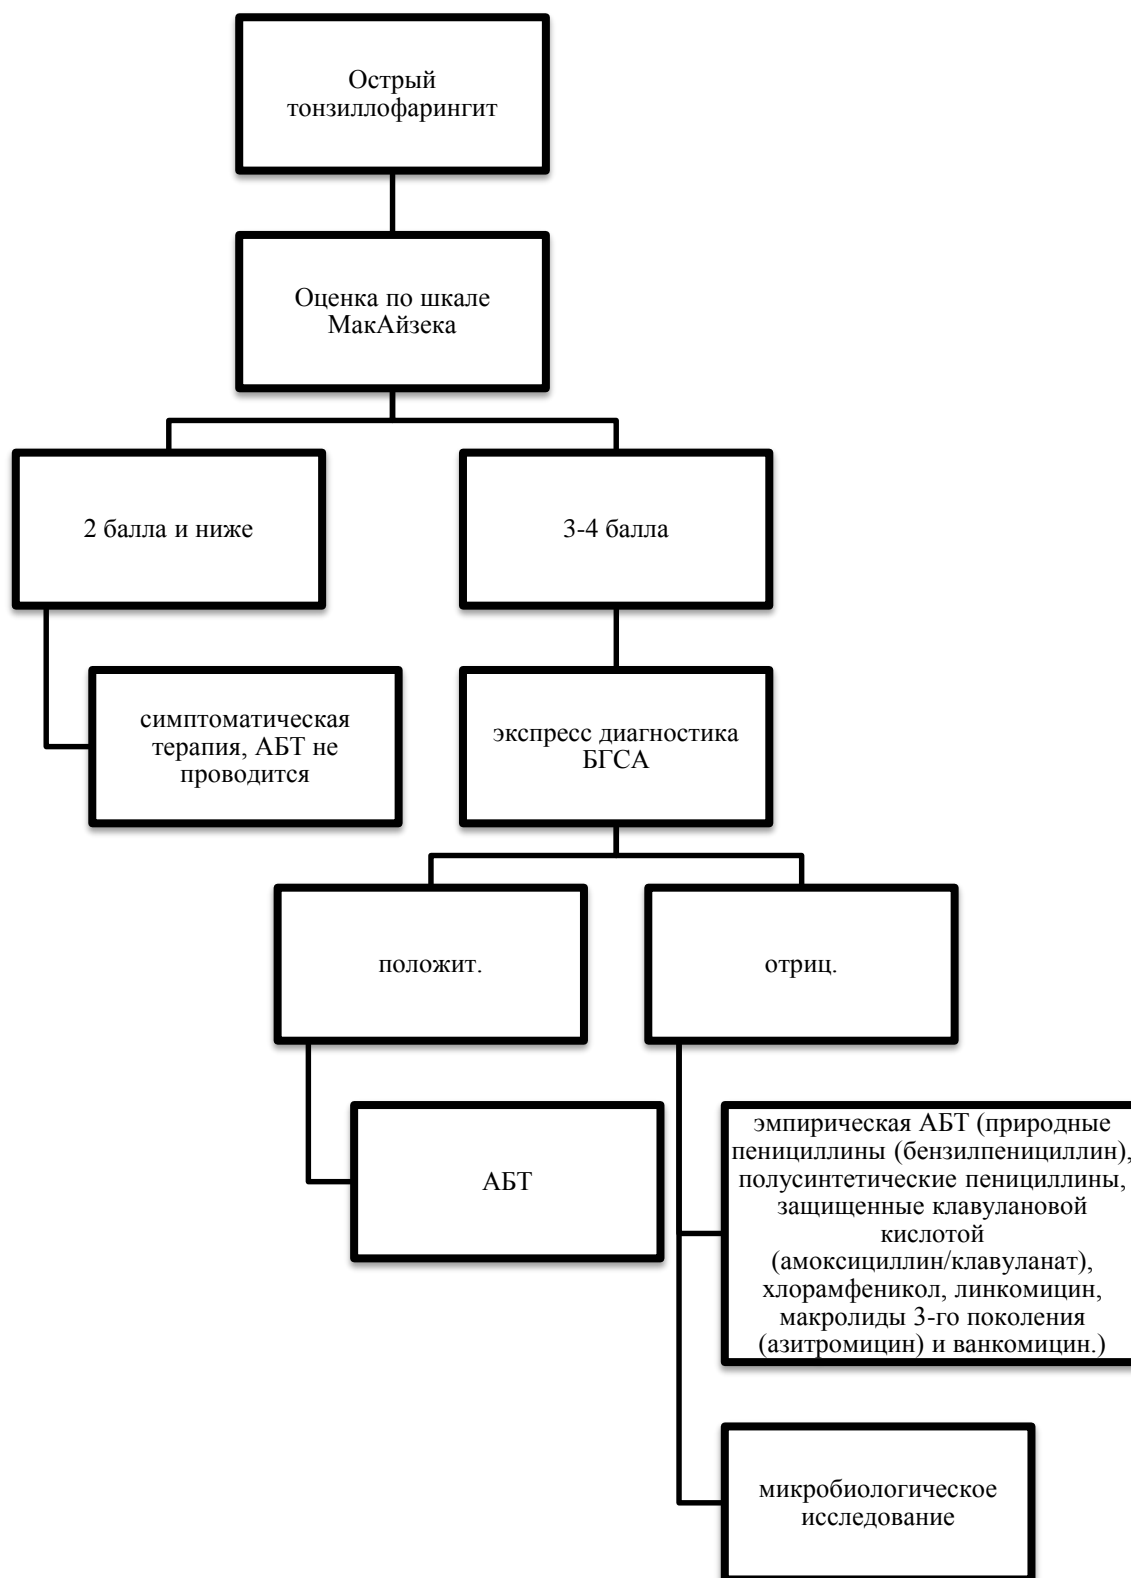 Острый
тонзиллофарингит
Оценка по шкале
МакАйзека
2 балла и ниже
3-4 балла
симптоматическая
терапия, АБТ не
проводится
экспресс диагностика
БГСА
положит.
отриц.
АБТ
эмпирическая АБТ (природные
пенициллины (бензилпенициллин),
полусинтетические пенициллины,
защищенные клавулановой
кислотой
(амоксициллин/клавуланат),
хлорамфеникол, линкомицин,
макролиды 3-го поколения
(азитромицин) и ванкомицин.)
микробиологическое
исследование